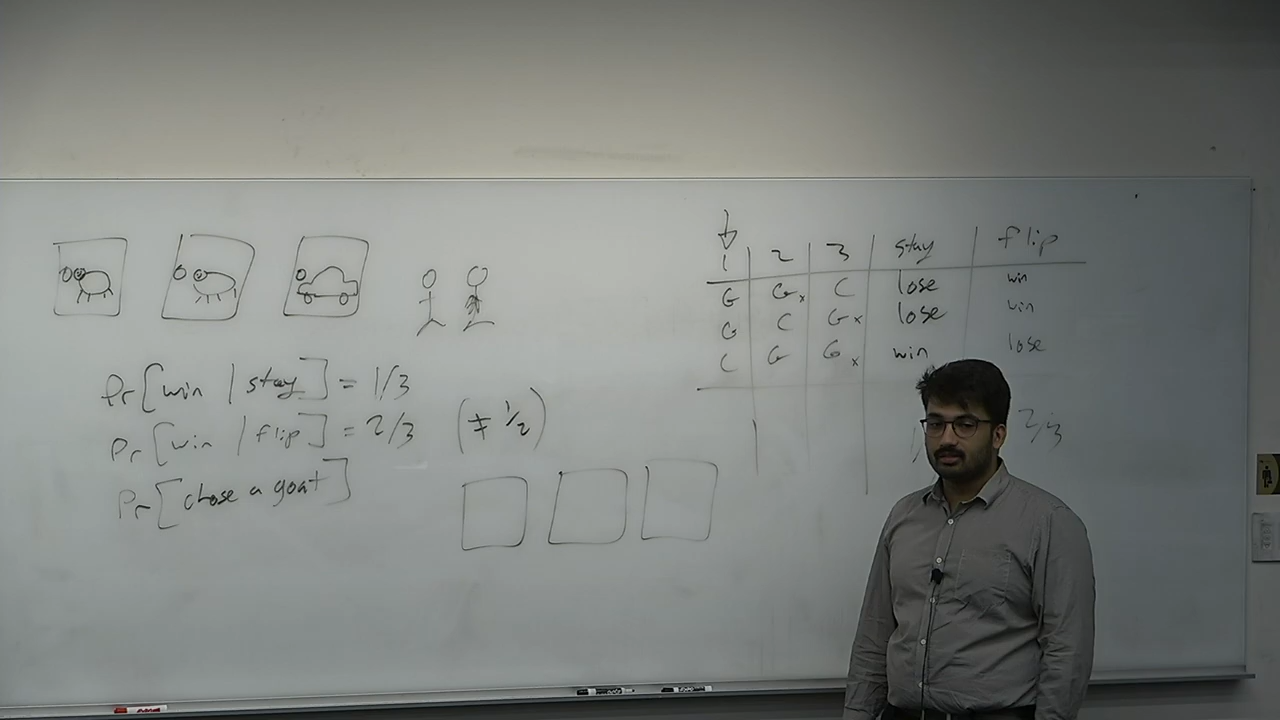 Pr[win | stay] = 1/3
Pr[win | flip] = 2/3 (≠ 1/2)
Pr[chose a goat]
1 2 3 stay flip
G G x C lose win
G C G x lose win
C G G x win lose
2/3